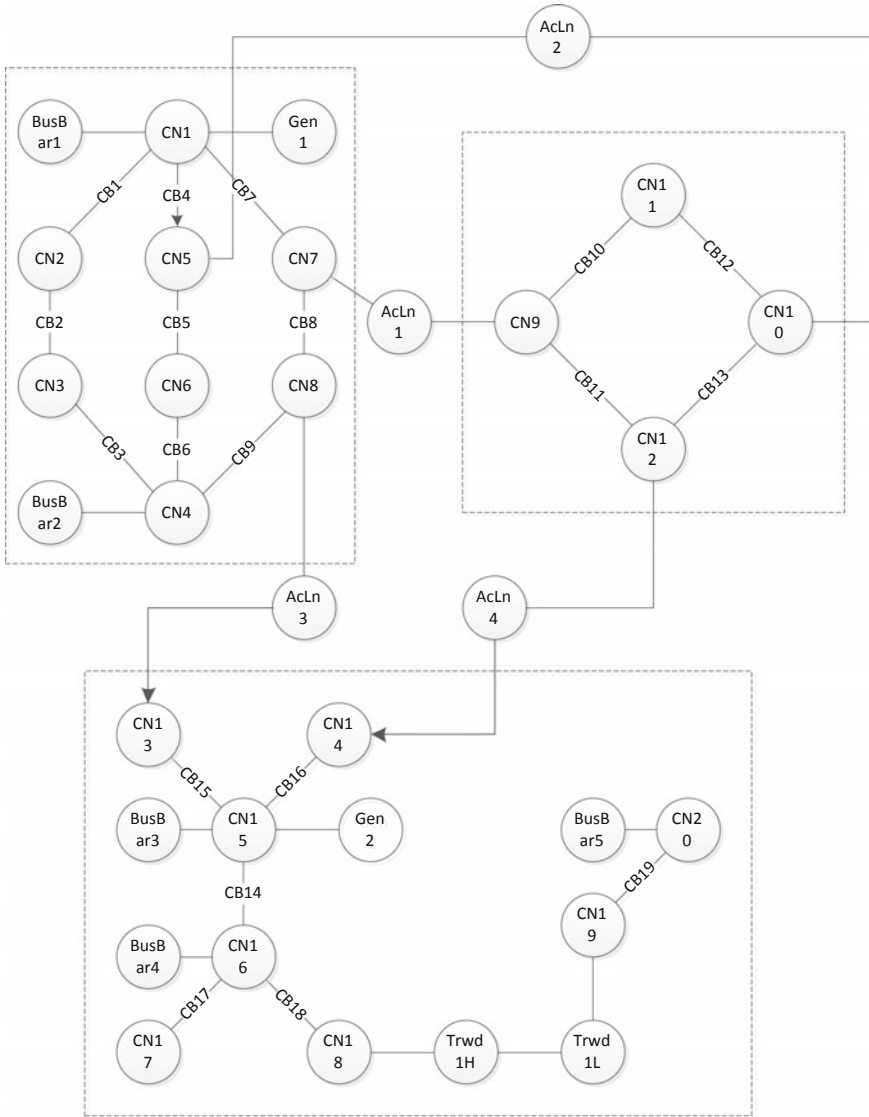 AcLn
2
BusB
ar1
CN1
Gen
1
CB1
CB4
CB7
CN2
CN5
CN7
CB2
CB5
CB8
CN3
CN6
CN8
CB3
CB6
CB9
BusB
ar2
CN4
AcLn
1
CN1
1
CB10
CB12
CN9
CN1
0
CB11
CB13
CN1
2
AcLn
3
AcLn
4
CN1
3
CN1
4
CB15
CB16
BusB
ar3
CN1
5
Gen
2
BusB
ar5
CN2
0
CB14
CB19
CN1
9
BusB
ar4
CN1
6
CB17
CB18
CN1
7
CN1
8
Trwd
1H
Trwd
1L